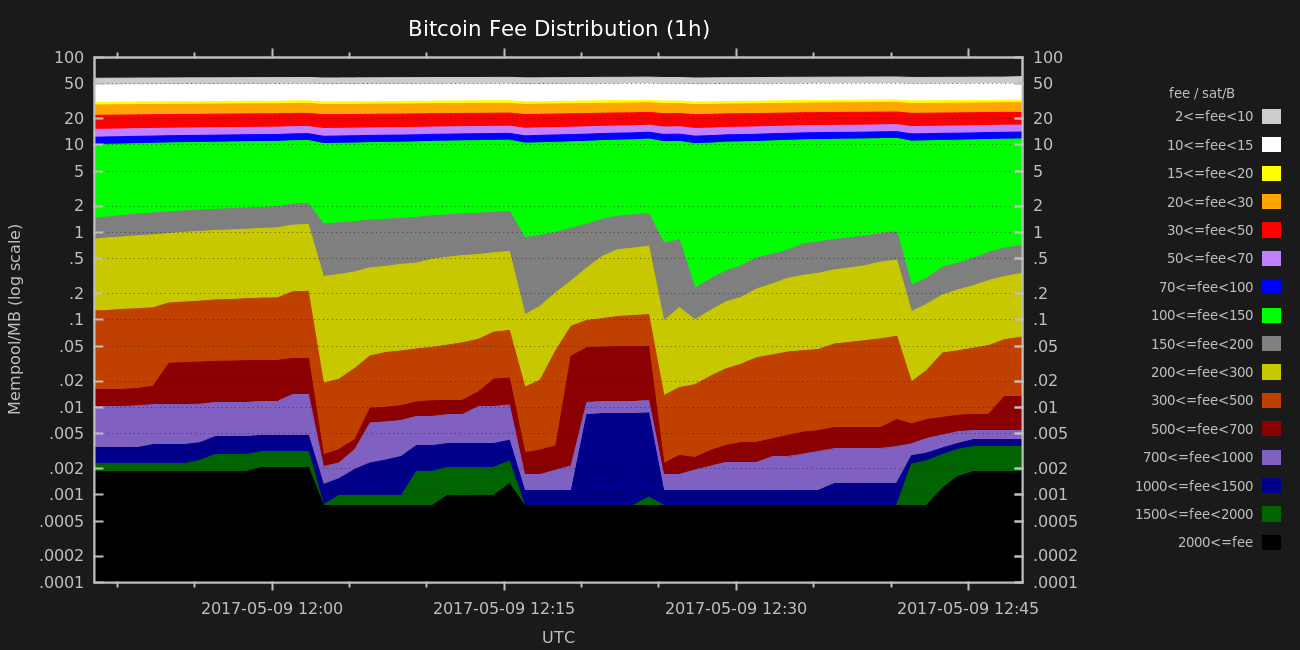 Bitcoin Fee Distribution (1h)
100 100
50 50
20 20
10 10
5 5
2 2
1 1
.5 .5
.2 .2
.1 .1
.05 .05
.02 .02
.01 .01
.005 .005
.002 .002
.001 .001
.0005 .0005
.0002 .0002
.0001 .0001
Mempool/MB (log scale)
2017-05-09 12:00 2017-05-09 12:15 2017-05-09 12:30 2017-05-09 12:45
UTC
fee / sat/B
2<=fee<10
10<=fee<15
15<=fee<20
20<=fee<30
30<=fee<50
50<=fee<70
70<=fee<100
100<=fee<150
150<=fee<200
200<=fee<300
300<=fee<500
500<=fee<700
700<=fee<1000
1000<=fee<1500
1500<=fee<2000
2000<=fee